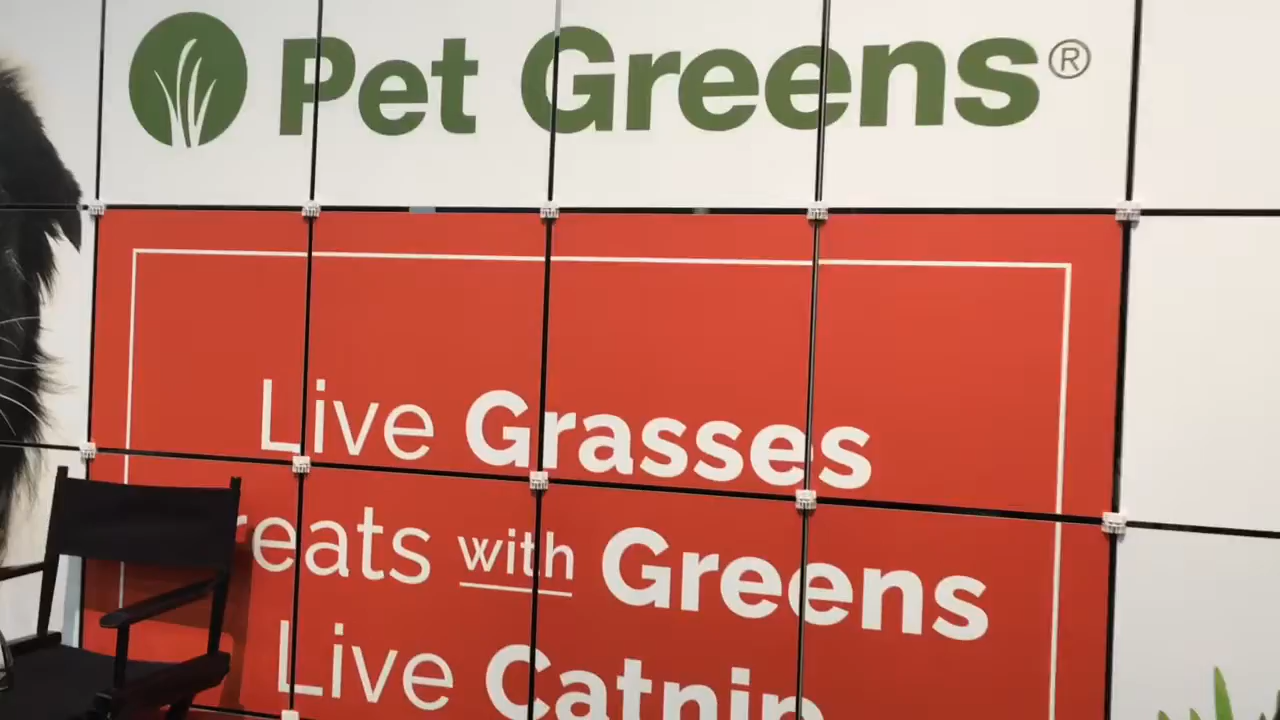 Pet Greens®
Live Grasses
reats with Greens
Live Catnip